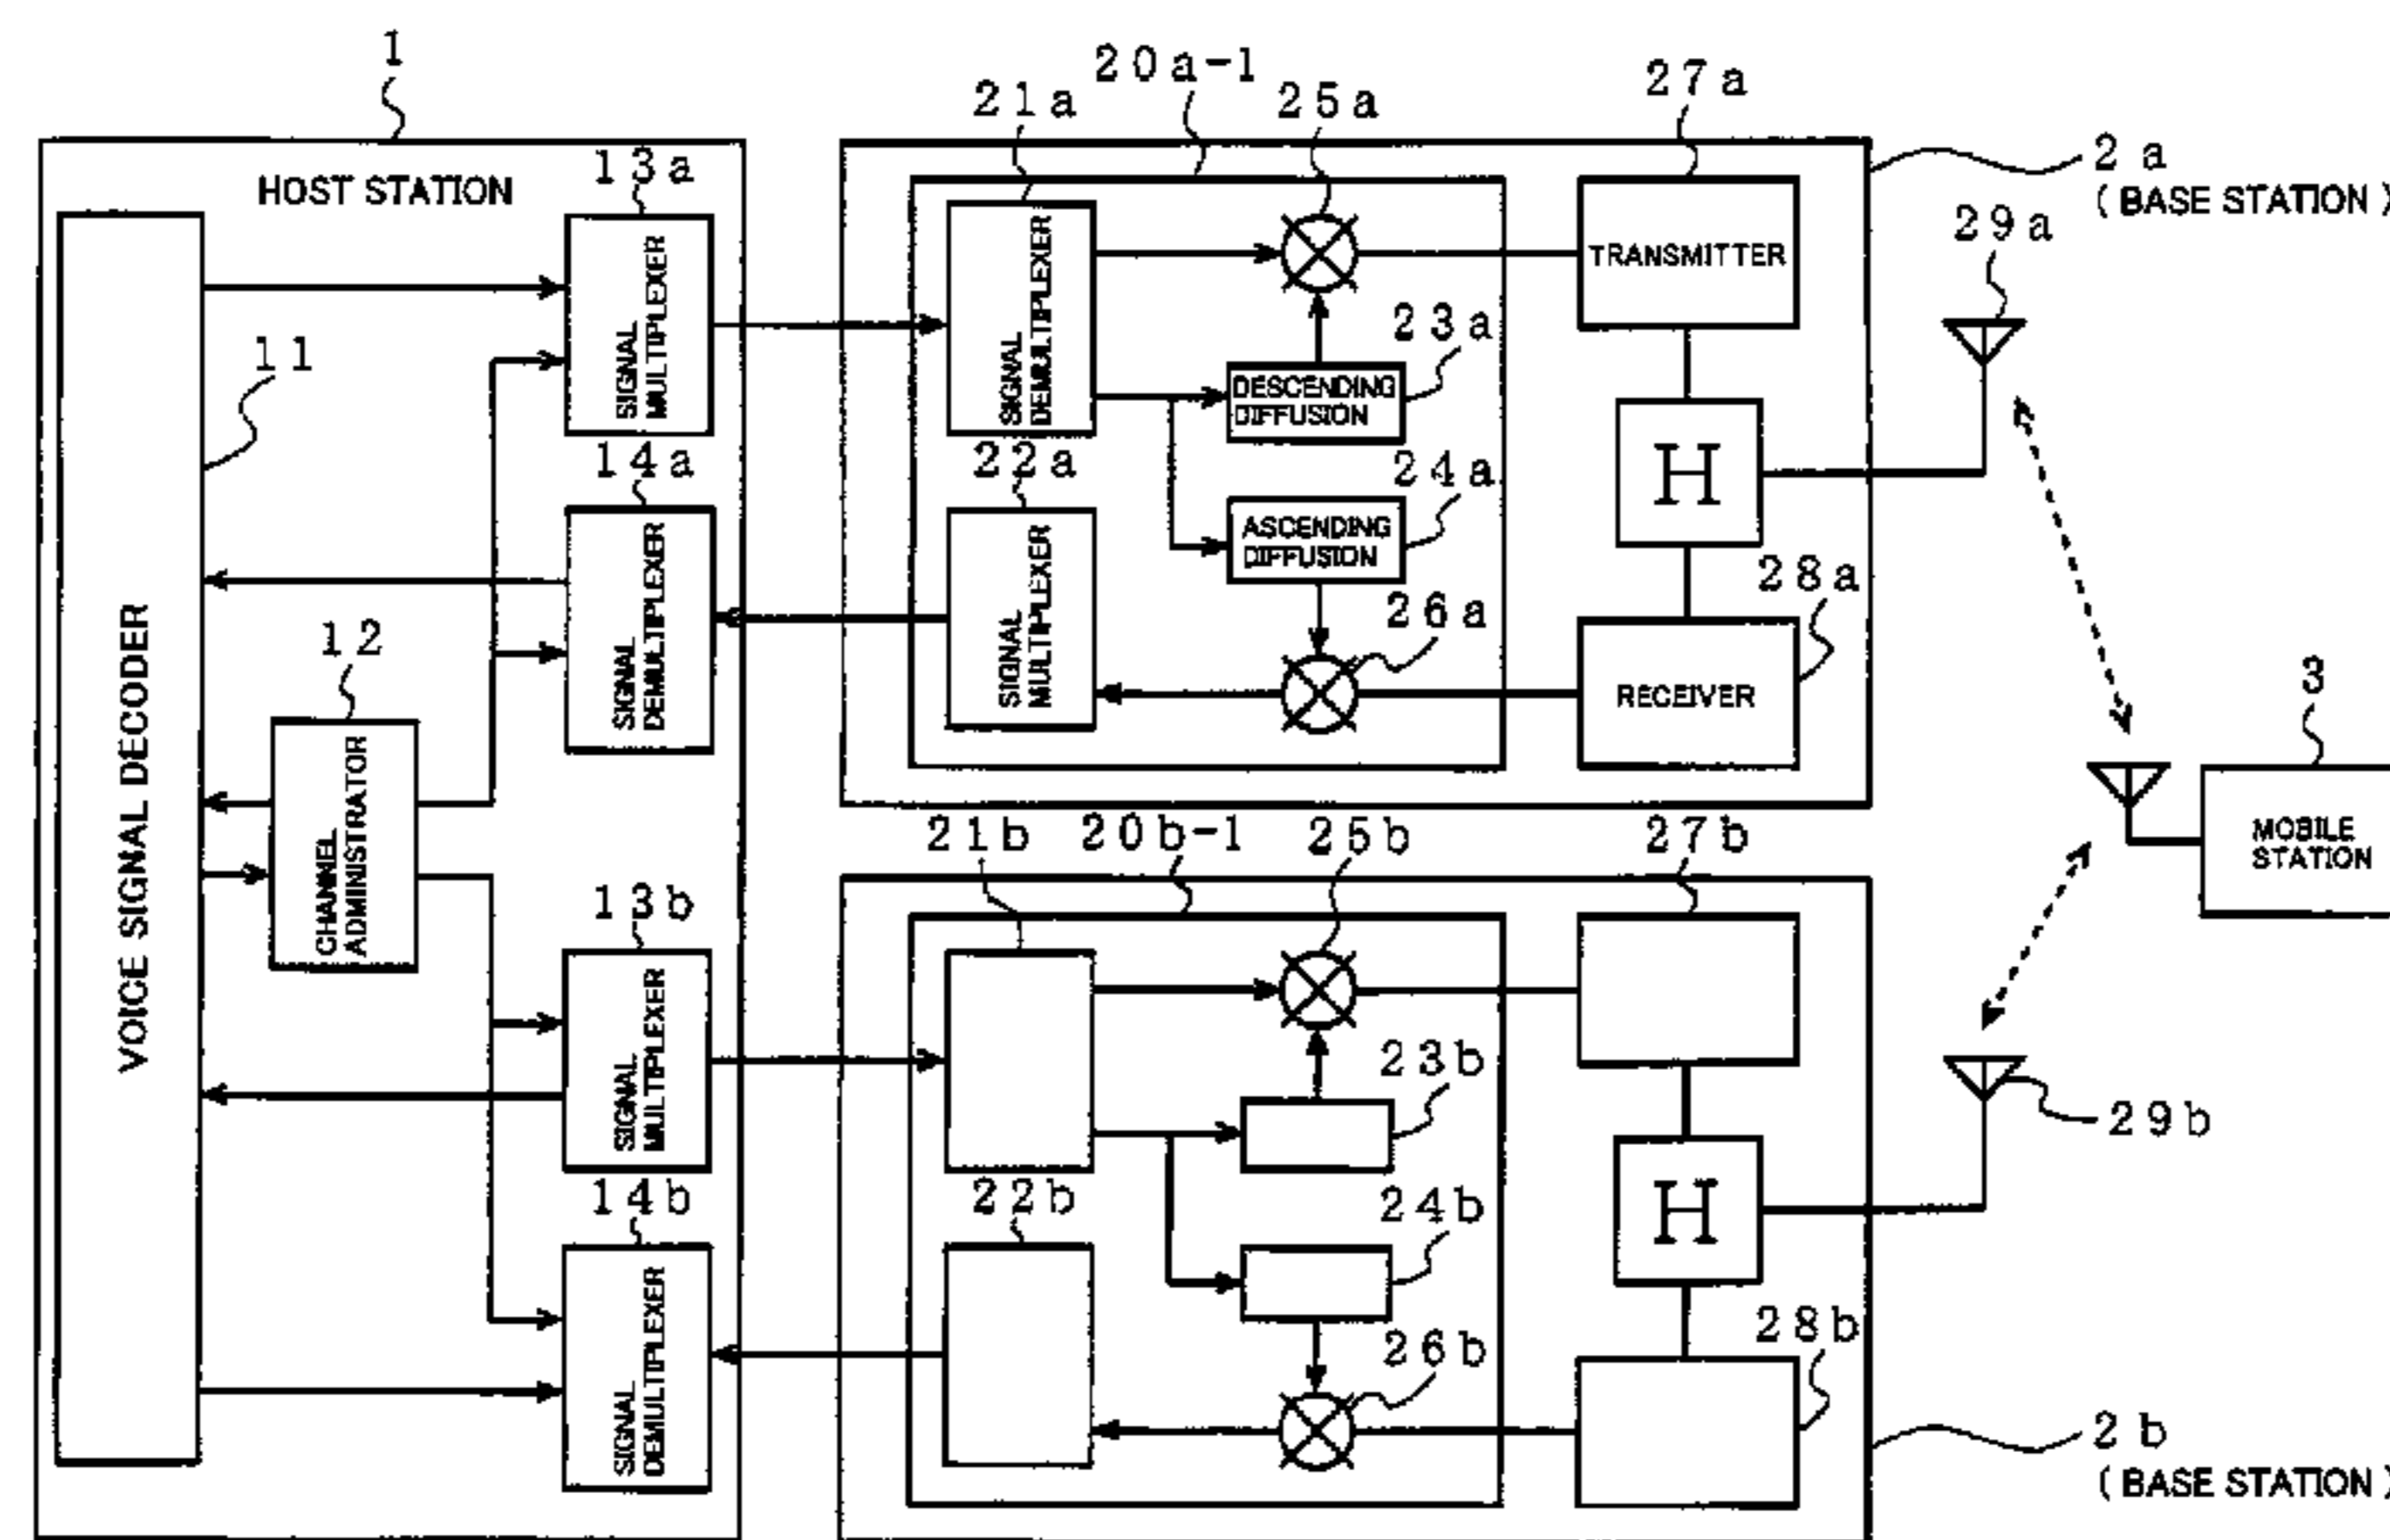 1
20a-1
21a
25a
27a
2a
( BASE STATION )
HOST STATION
13a
29a
SIGNAL
MULTIPLEXER
SIGNAL
DEMULTIPLEXER
TRANSMITTER
11
23a
DESCENDING
DIFFUSION
14a
22a
24a
H
ASCENDING
DIFFUSION
SIGNAL
DEMULTIPLEXER
SIGNAL
MULTIPLEXER
28a
26a
12
VOICE SIGNAL DECODER
RECEIVER
3
CHANNEL
ADMINISTRATOR
MOBILE
STATION
21b
20b-1
25b
27b
13b
SIGNAL
MULTIPLEXER
23b
29b
14b
22b
24b
H
SIGNAL
DEMULTIPLEXER
26b
28b
2b
( BASE STATION )